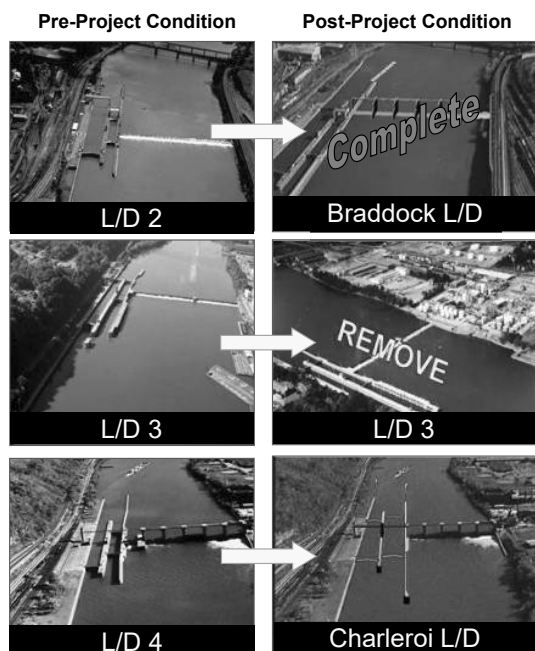 Pre-Project Condition
Post-Project Condition
Complete
L/D 2
Braddock L/D
REMOVE
L/D 3
L/D 3
L/D 4
Charleroi L/D